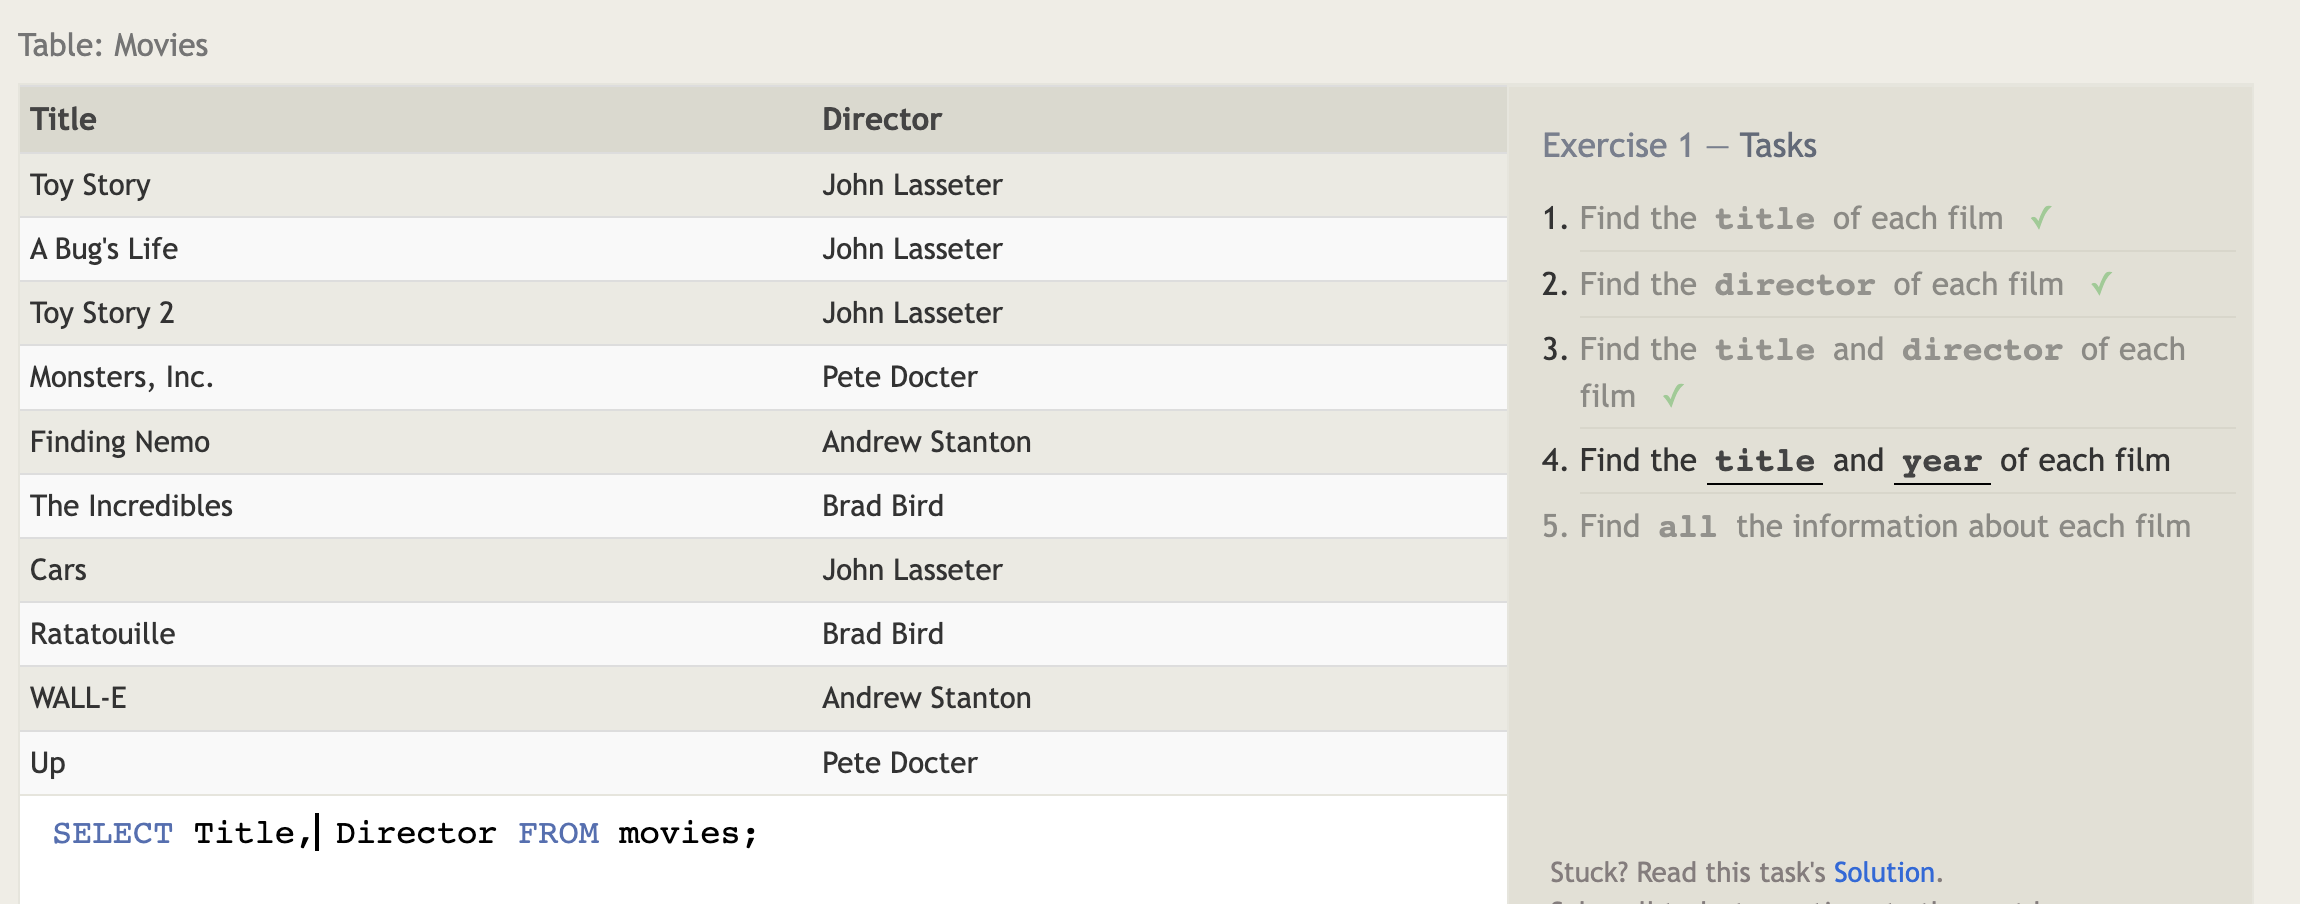 Table: Movies
Title Director
Toy Story John Lasseter
A Bug's Life John Lasseter
Toy Story 2 John Lasseter
Monsters, Inc. Pete Docter
Finding Nemo Andrew Stanton
The Incredibles Brad Bird
Cars John Lasseter
Ratatouille Brad Bird
WALL-E Andrew Stanton
Up Pete Docter
SELECT Title, Director FROM movies;
Exercise 1 — Tasks
1. Find the title of each film ✓
2. Find the director of each film ✓
3. Find the title and director of each
film ✓
4. Find the title and year of each film
5. Find all the information about each film
Stuck? Read this task's Solution.